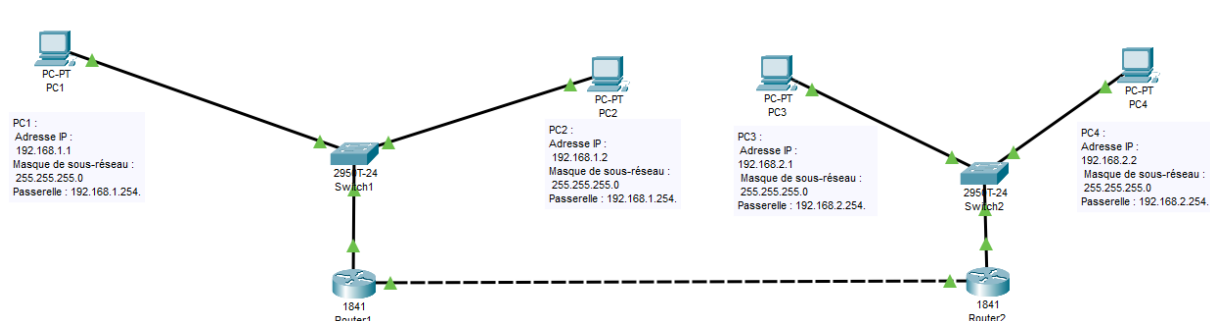 PC-PT
PC1
PC1 :
Adresse IP :
192.168.1.1
Masque de sous-réseau :
255.255.255.0
Passerelle : 192.168.1.254.
PC-PT
PC2
PC2 :
Adresse IP :
192.168.1.2
Masque de sous-réseau :
255.255.255.0
Passerelle : 192.168.1.254.
2950T-24
Switch1
1841
Router1
PC-PT
PC3
PC3 :
Adresse IP :
192.168.2.1
Masque de sous-réseau :
255.255.255.0
Passerelle : 192.168.2.254.
PC-PT
PC4
PC4 :
Adresse IP :
192.168.2.2
Masque de sous-réseau :
255.255.255.0
Passerelle : 192.168.2.254.
2950T-24
Switch2
1841
Router2